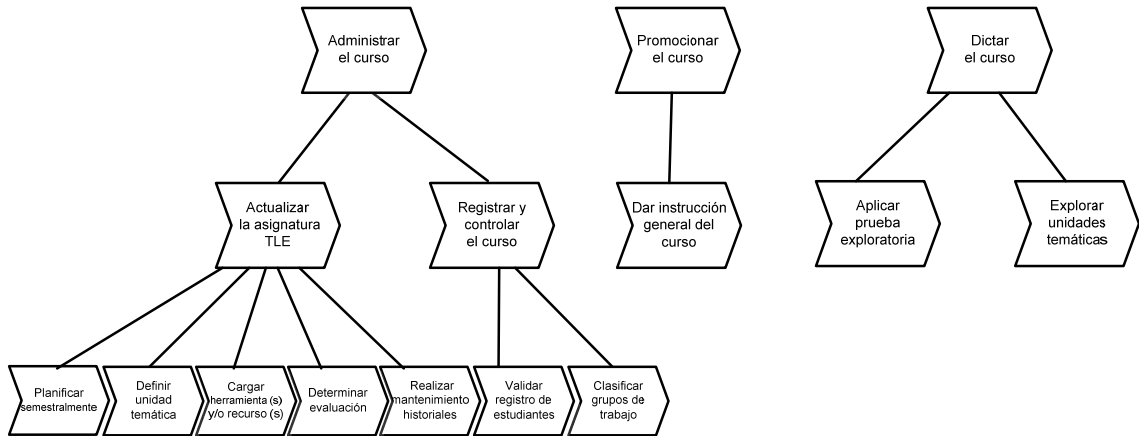 Administrar
el curso
Promocionar
el curso
Dictar
el curso
Actualizar
la asignatura
TLE
Registrar y
controlar
el curso
Dar instrucción
general del
curso
Aplicar
prueba
exploratoria
Explorar
unidades
temáticas
Planificar
semestralmente
Definir
unidad
temática
Cargar
herramienta (s)
y/o recurso (s)
Determinar
evaluación
Realizar
mantenimiento
historiales
Validar
registro de
estudiantes
Clasificar
grupos de
trabajo